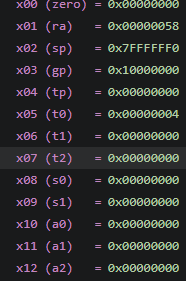 x00 (zero) = 0x00000000
x01 (ra) = 0x00000058
x02 (sp) = 0x7FFFFFF0
x03 (gp) = 0x10000000
x04 (tp) = 0x00000000
x05 (t0) = 0x00000004
x06 (t1) = 0x00000000
x07 (t2) = 0x00000000
x08 (s0) = 0x00000000
x09 (s1) = 0x00000000
x10 (a0) = 0x00000000
x11 (a1) = 0x00000000
x12 (a2) = 0x00000000